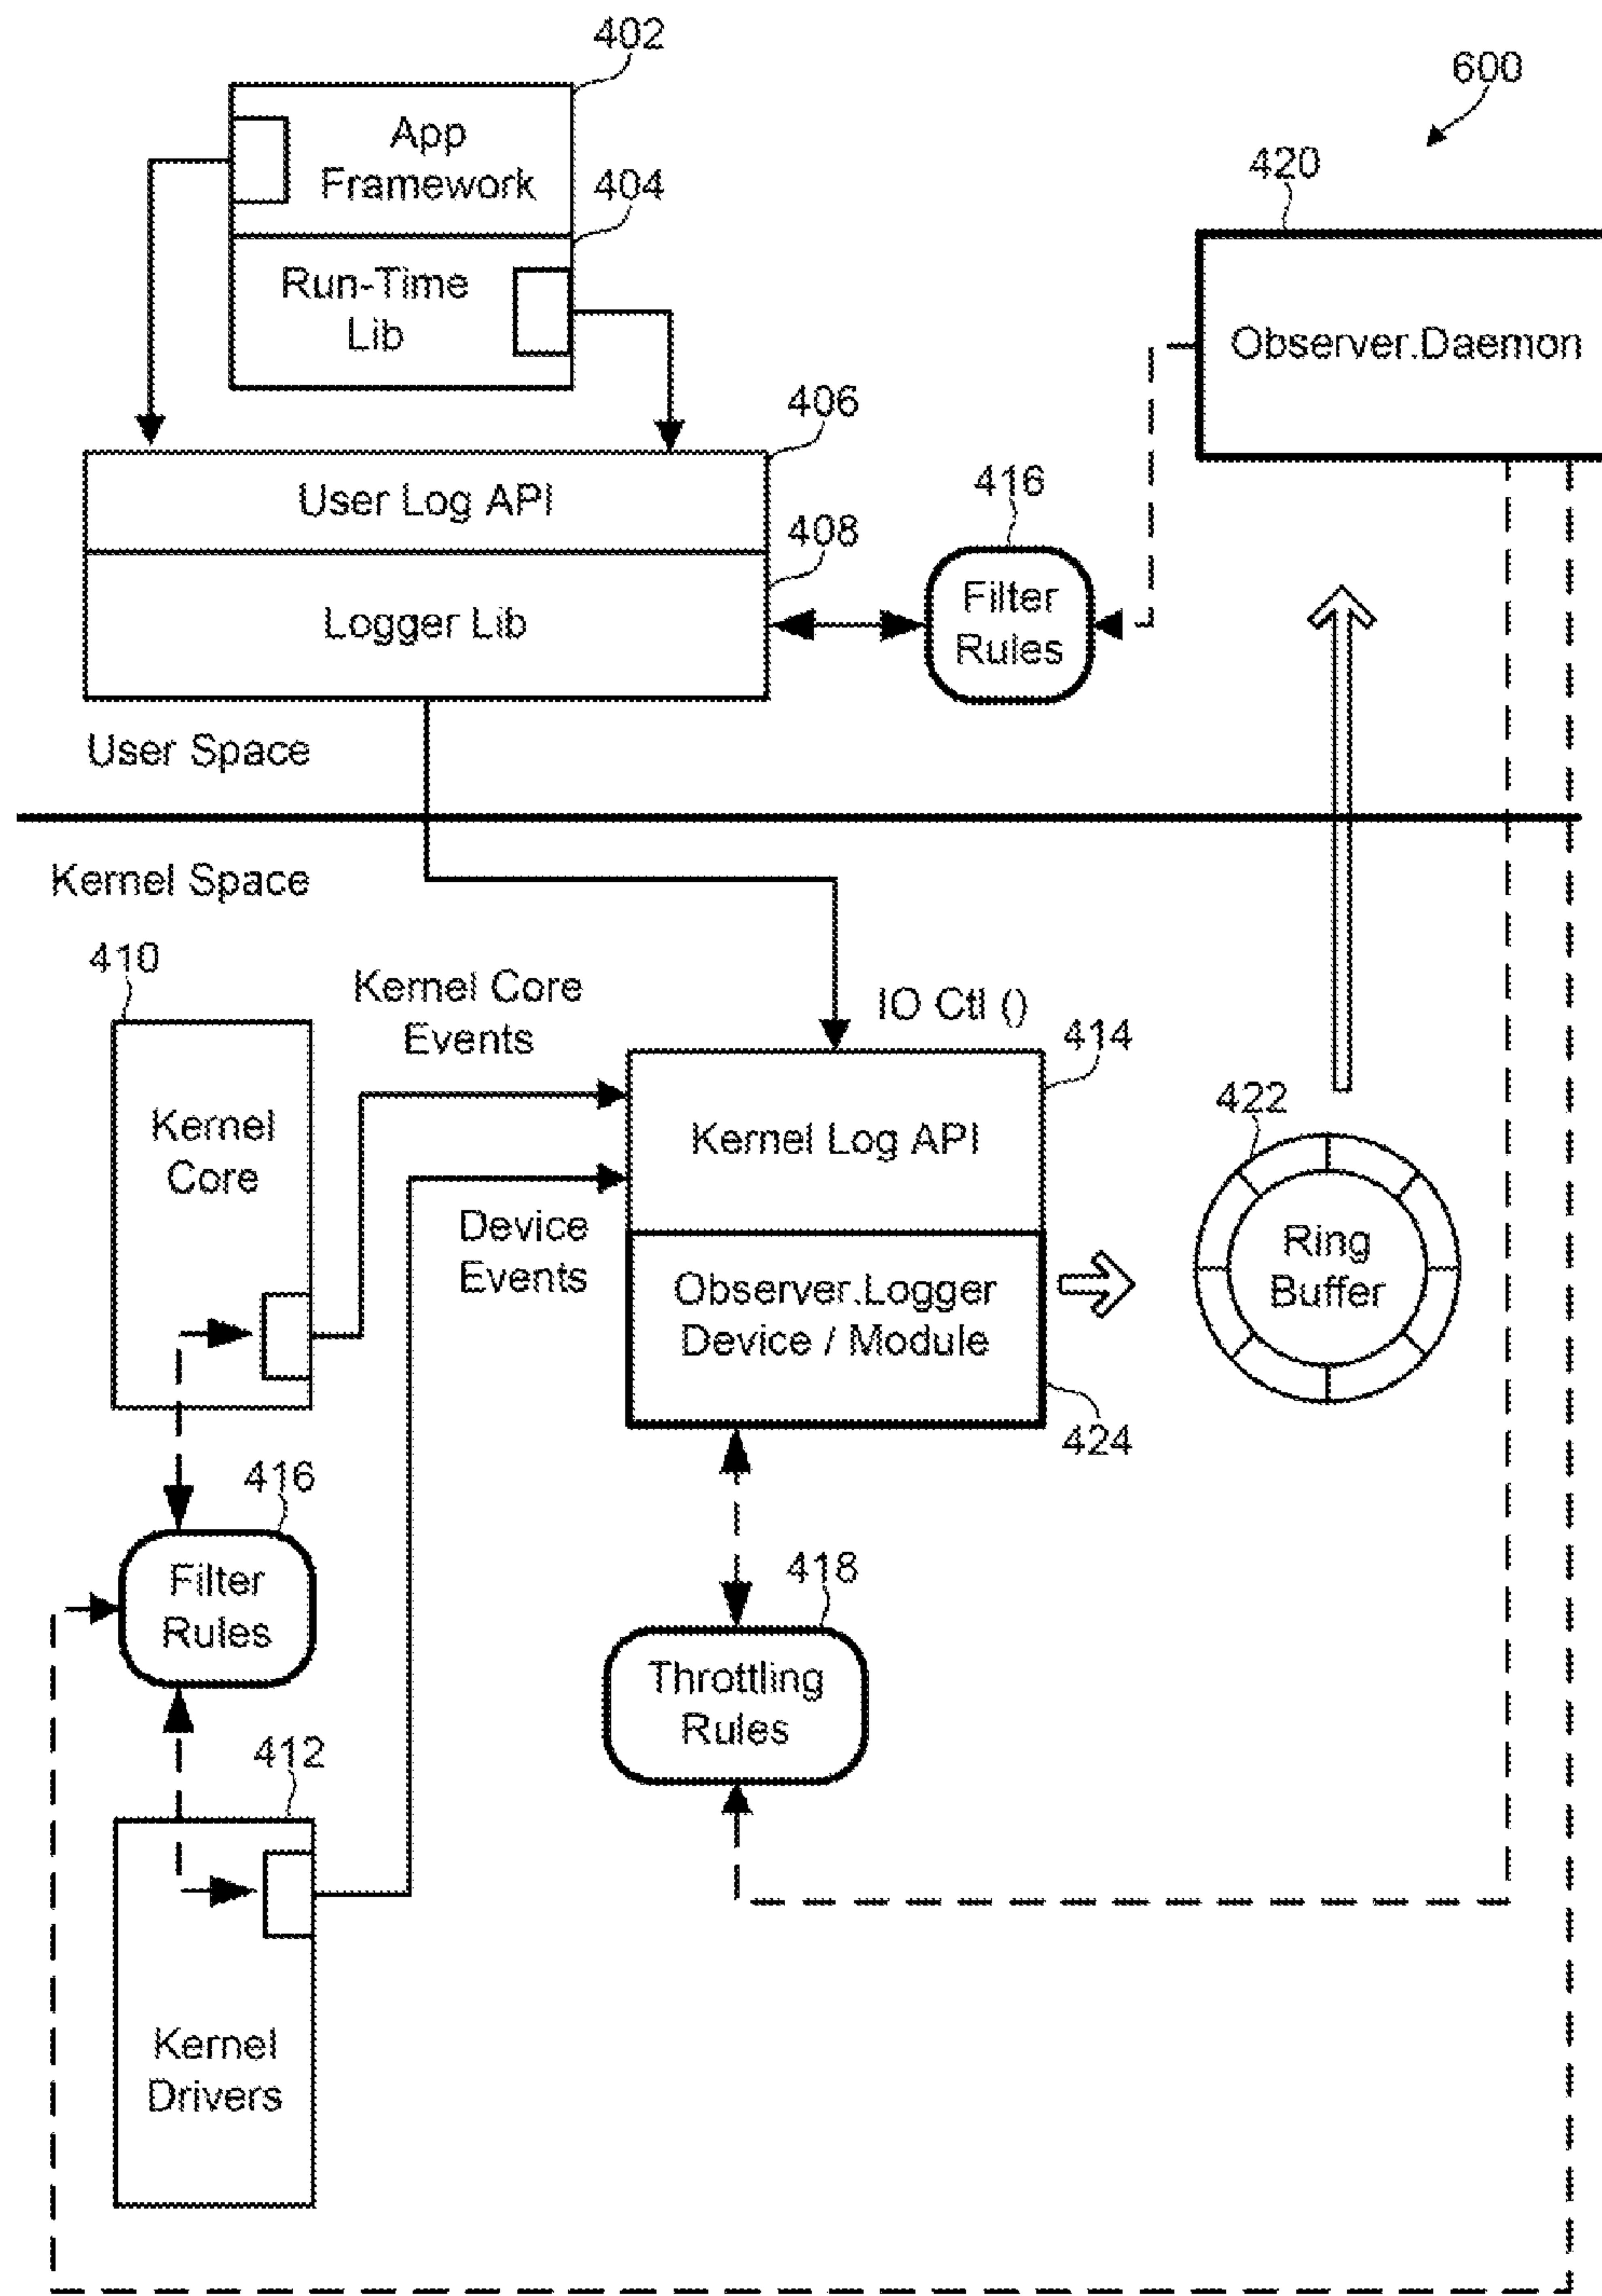 402
600
App
Framework
404
420
Run-Time
Lib
Observer.Daemon
406
User Log API
416
408
Filter
Rules
Logger Lib
User Space
Kernel Space
410
Kernel Core
Events
IO Ctl ()
414
Kernel
Core
Kernel Log API
422
Device
Events
Ring
Buffer
Observer.Logger
Device / Module
424
416
Filter
Rules
418
Throttling
Rules
412
Kernel
Drivers